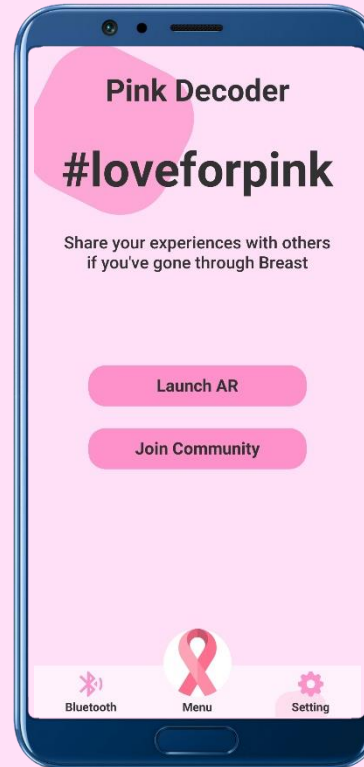 Pink Decoder
#loveforpink
Share your experiences with others
if you've gone through Breast
Launch AR
Join Community
Bluetooth
Menu
Setting